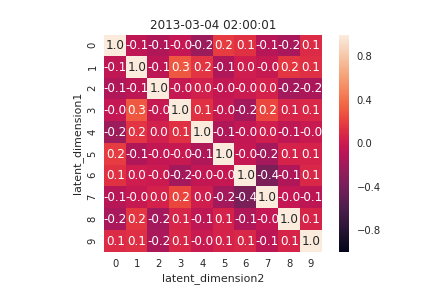 2013-03-04 02:00:01
latent_dimension1
0 1.0 -0.1 -0.1 -0.0 -0.2 0.2 0.1 -0.1 -0.2 0.1
1 -0.1 1.0 -0.1 0.3 0.2 -0.1 0.0 -0.0 0.2 0.1
2 -0.1 -0.1 1.0 -0.0 0.0 -0.0 -0.0 0.0 -0.2 -0.2
3 -0.0 0.3 -0.0 1.0 0.1 -0.0 -0.2 0.2 0.1 0.1
4 -0.2 0.2 0.0 0.1 1.0 -0.1 -0.0 0.0 -0.1 -0.0
5 0.2 -0.1 -0.0 -0.0 -0.1 1.0 -0.0 -0.2 0.1 0.1
6 0.1 0.0 -0.0 -0.2 -0.0 -0.0 1.0 -0.4 -0.1 0.1
7 -0.1 -0.0 0.0 0.2 0.0 -0.2 -0.4 1.0 -0.0 -0.1
8 -0.2 0.2 -0.2 0.1 -0.1 0.1 -0.1 -0.0 1.0 0.1
9 0.1 0.1 -0.2 0.1 -0.0 0.1 0.1 -0.1 0.1 1.0
0 1 2 3 4 5 6 7 8 9
latent_dimension2
0.8
0.4
0.0
-0.4
-0.8